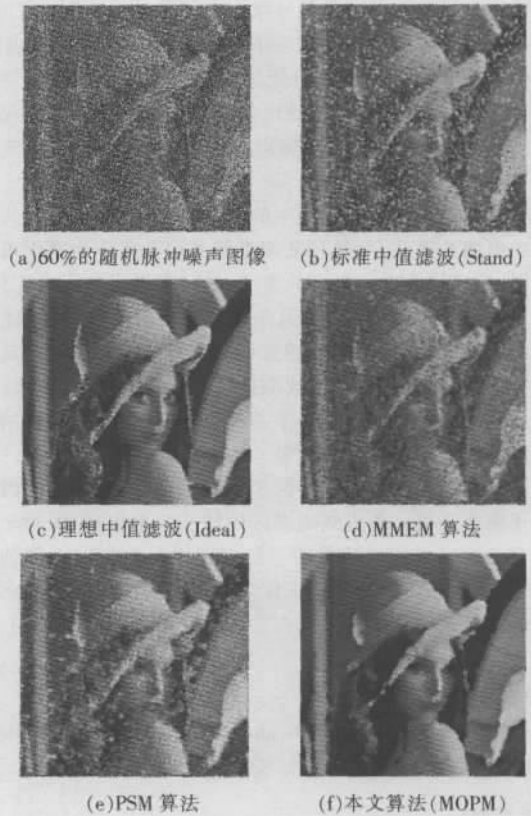 (a)60%的随机脉冲噪声图像
(b)标准中值滤波(Stand)
(c)理想中值滤波(Ideal)
(d)MMEM 算法
(e)PSM 算法
(f)本文算法(MOPM)